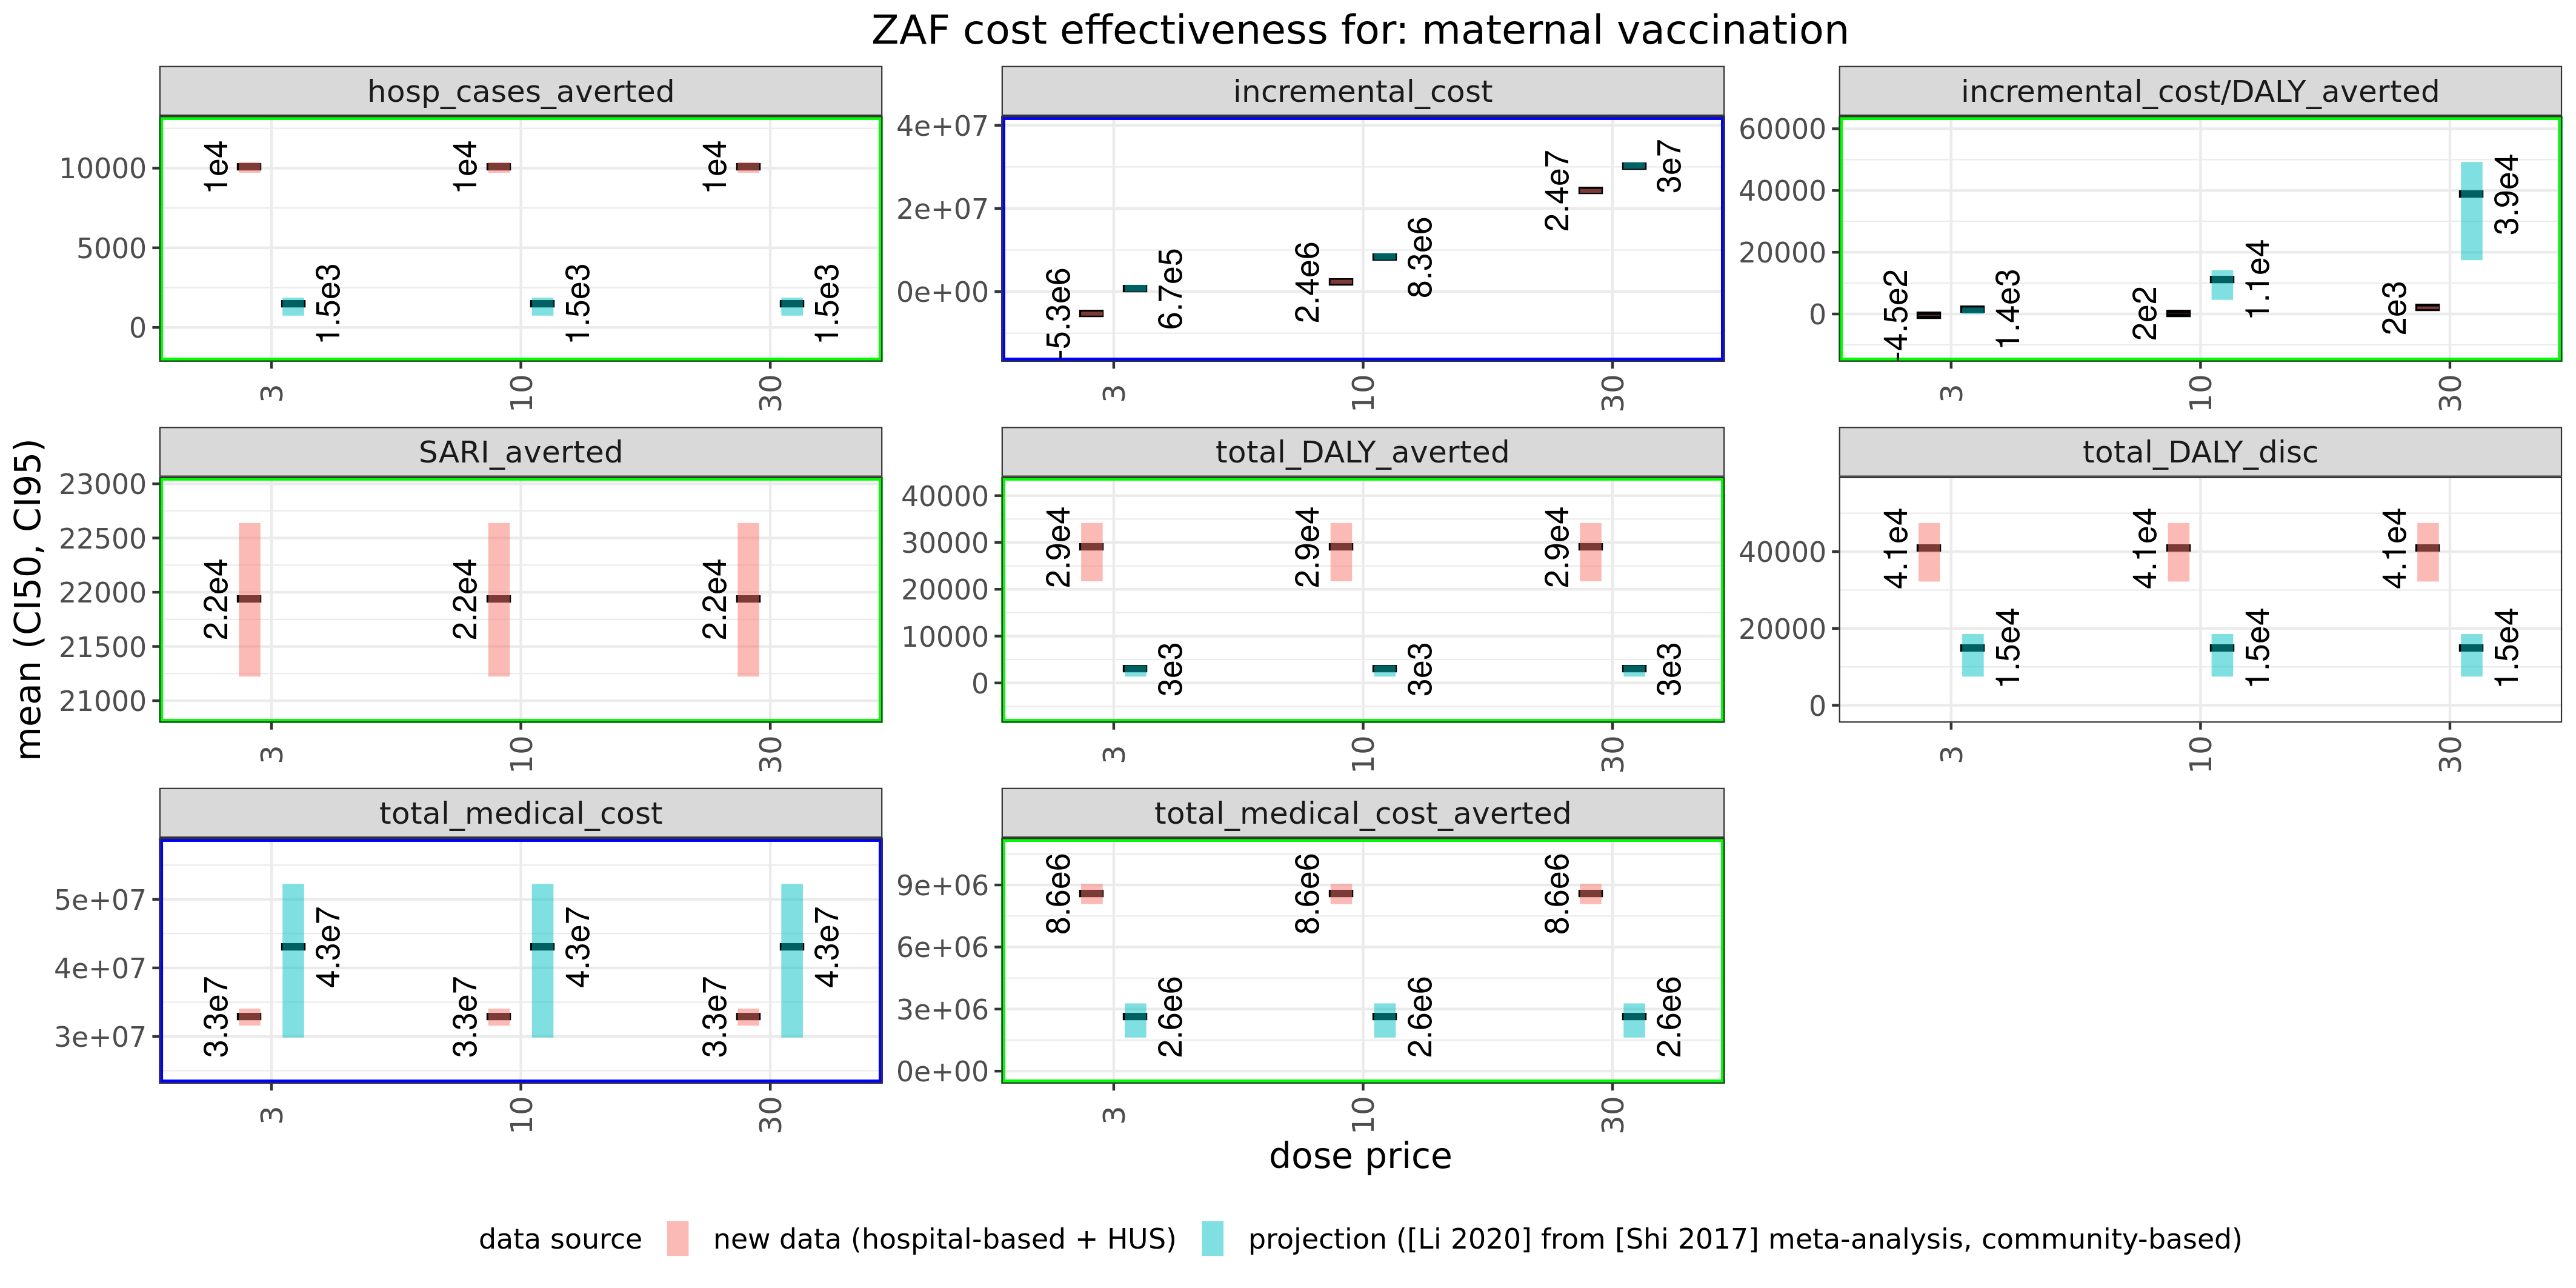 ZAF cost effectiveness for: maternal vaccination
hosp_cases_averted
incremental_cost
incremental_cost/DALY_averted
10000
5000
0
1e4
1e4
1e4
1.5e3
1.5e3
1.5e3
3
10
30
4e+07
2e+07
0e+00
-5.3e6
6.7e5
2.4e6
8.3e6
2.4e7
3e7
3
10
30
60000
40000
20000
0
-4.5e2
1.4e3
2e2
1.1e4
2e3
3.9e4
3
10
30
mean (CI50, CI95)
SARI_averted
total_DALY_averted
total_DALY_disc
23000
22500
22000
21500
21000
2.2e4
2.2e4
2.2e4
3
10
30
40000
30000
20000
10000
0
2.9e4
2.9e4
2.9e4
3e3
3e3
3e3
3
10
30
40000
20000
0
4.1e4
4.1e4
4.1e4
1.5e4
1.5e4
1.5e4
3
10
30
total_medical_cost
total_medical_cost_averted
5e+07
4e+07
3e+07
3.3e7
4.3e7
3.3e7
4.3e7
3.3e7
4.3e7
3
10
30
9e+06
6e+06
3e+06
0e+00
8.6e6
8.6e6
8.6e6
2.6e6
2.6e6
2.6e6
3
10
30
dose price
data source
new data (hospital-based + HUS)
projection ([Li 2020] from [Shi 2017] meta-analysis, community-based)